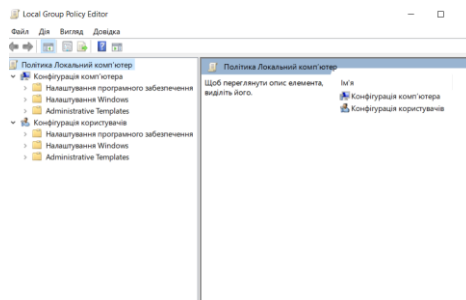 Local Group Policy Editor
Файл Дія Вигляд Довідка
Політика Локальний комп'ютер
Конфігурація комп'ютера
Налаштування програмного забезпечення
Налаштування Windows
Administrative Templates
Конфігурація користувачів
Налаштування програмного забезпечення
Налаштування Windows
Administrative Templates
Політика Локальний комп'ютер
Щоб переглянути опис елемента,
виділіть його.
Ім'я
Конфігурація комп'ютера
Конфігурація користувачів